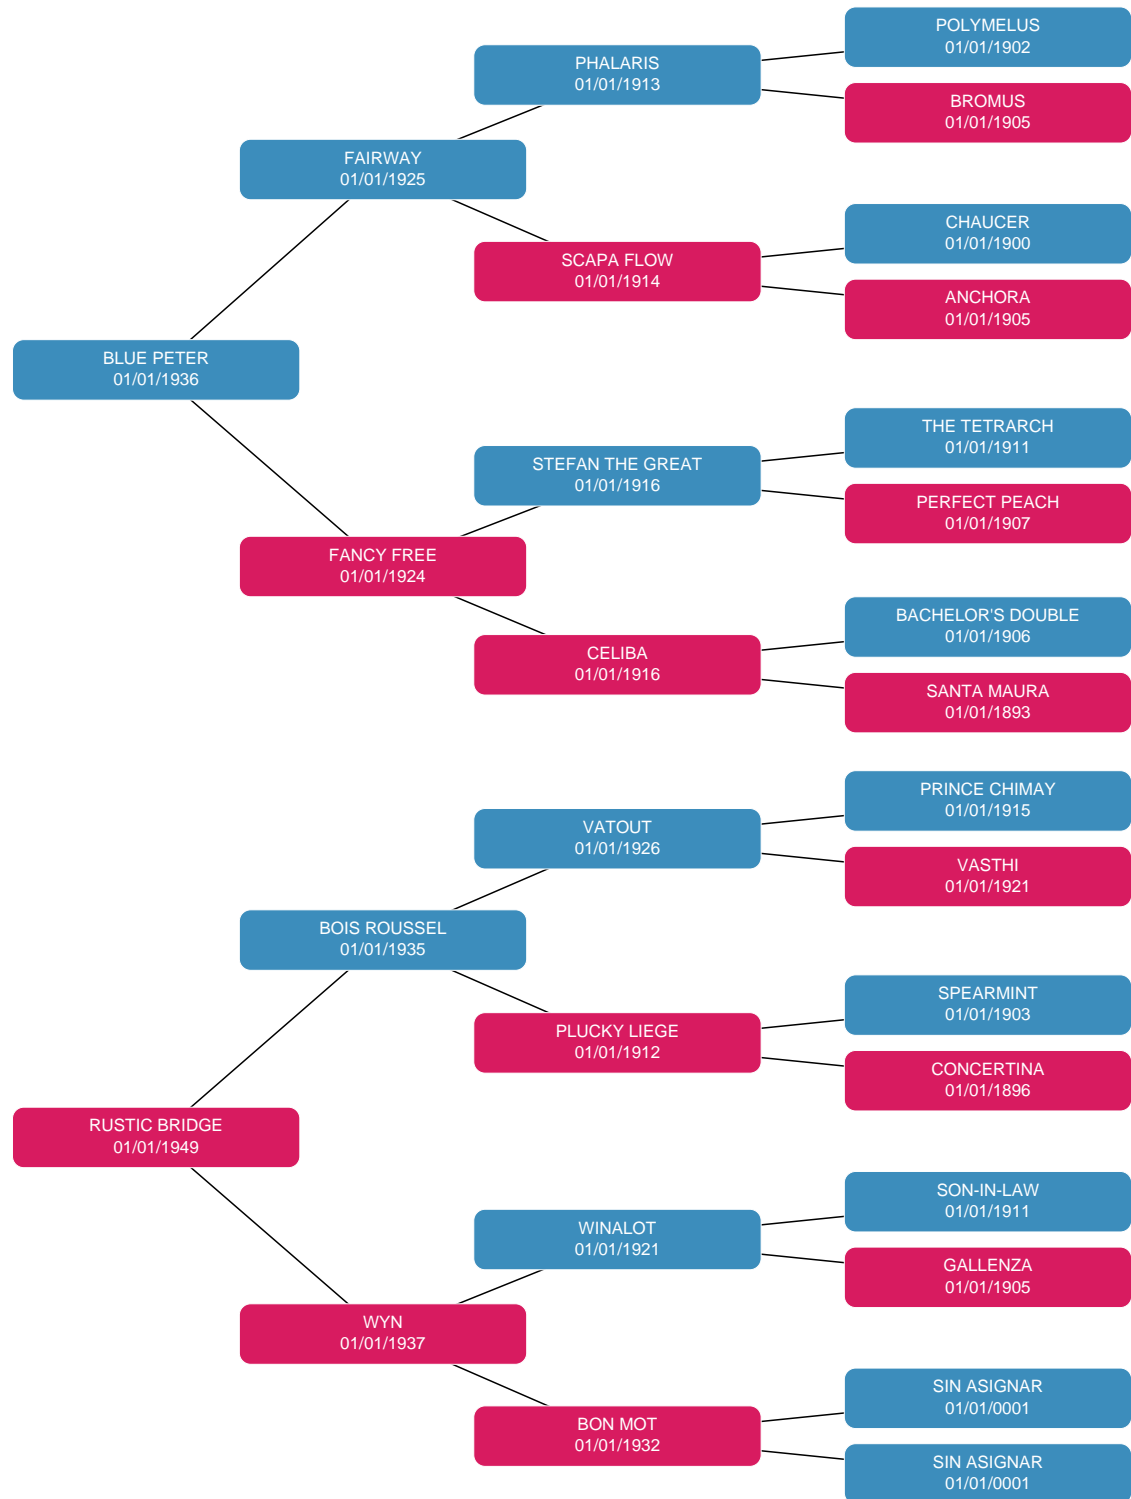 POLYMELUS
01/01/1902
PHALARIS
01/01/1913
BROMUS
01/01/1905
FAIRWAY
01/01/1925
CHAUCER
01/01/1900
SCAPA FLOW
01/01/1914
ANCHORA
01/01/1905
BLUE PETER
01/01/1936
THE TETRARCH
01/01/1911
STEFAN THE GREAT
01/01/1916
PERFECT PEACH
01/01/1907
FANCY FREE
01/01/1924
BACHELOR'S DOUBLE
01/01/1906
CELIBA
01/01/1916
SANTA MAURA
01/01/1893
PRINCE CHIMAY
01/01/1915
VATOUT
01/01/1926
VASTHI
01/01/1921
BOIS ROUSSEL
01/01/1935
SPEARMINT
01/01/1903
PLUCKY LIEGE
01/01/1912
CONCERTINA
01/01/1896
RUSTIC BRIDGE
01/01/1949
SON-IN-LAW
01/01/1911
WINALOT
01/01/1921
GALLENZA
01/01/1905
WYN
01/01/1937
SIN ASIGNAR
01/01/0001
BON MOT
01/01/1932
SIN ASIGNAR
01/01/0001